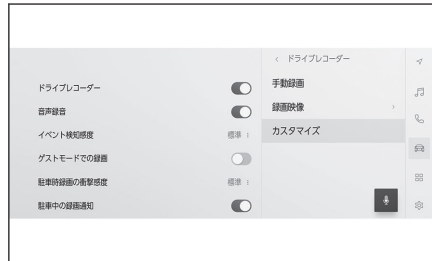 ドライブレコーダー
音声録音
イベント検知感度 標準
ゲストモードでの録画
駐車時録画の衝撃感度 標準
駐車中の録画通知
< ドライブレコーダー
手動録画
録画映像 >
カスタマイズ